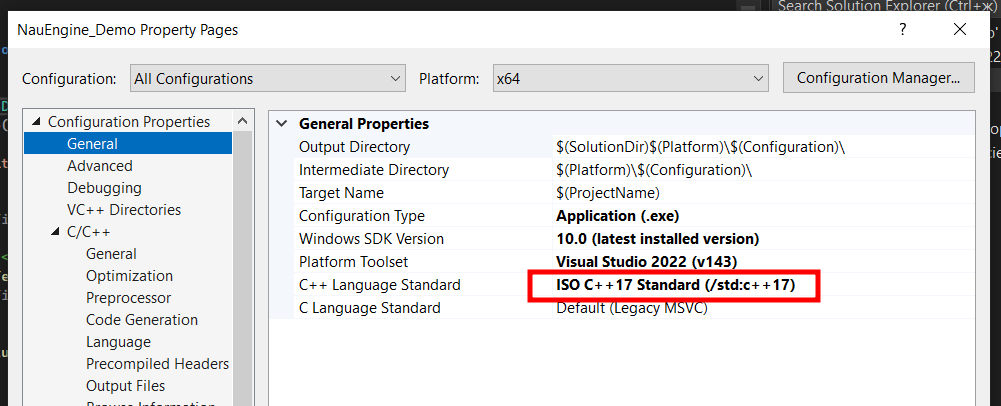 Search Solution Explorer (Ctrl+ж)
NauEngine_Demo Property Pages
? 
Configuration: All Configurations Platform: x64 Configuration Manager...
Configuration Properties
General
Advanced
Debugging
VC++ Directories
C/C++
General
Optimization
Preprocessor
Code Generation
Language
Precompiled Headers
Output Files
General Properties
Output Directory $(SolutionDir)$(Platform)\$(Configuration)\
Intermediate Directory $(Platform)\$(Configuration)\
Target Name $(ProjectName)
Configuration Type Application (.exe)
Windows SDK Version 10.0 (latest installed version)
Platform Toolset Visual Studio 2022 (v143)
C++ Language Standard ISO C++17 Standard (/std:c++17)
C Language Standard Default (Legacy MSVC)